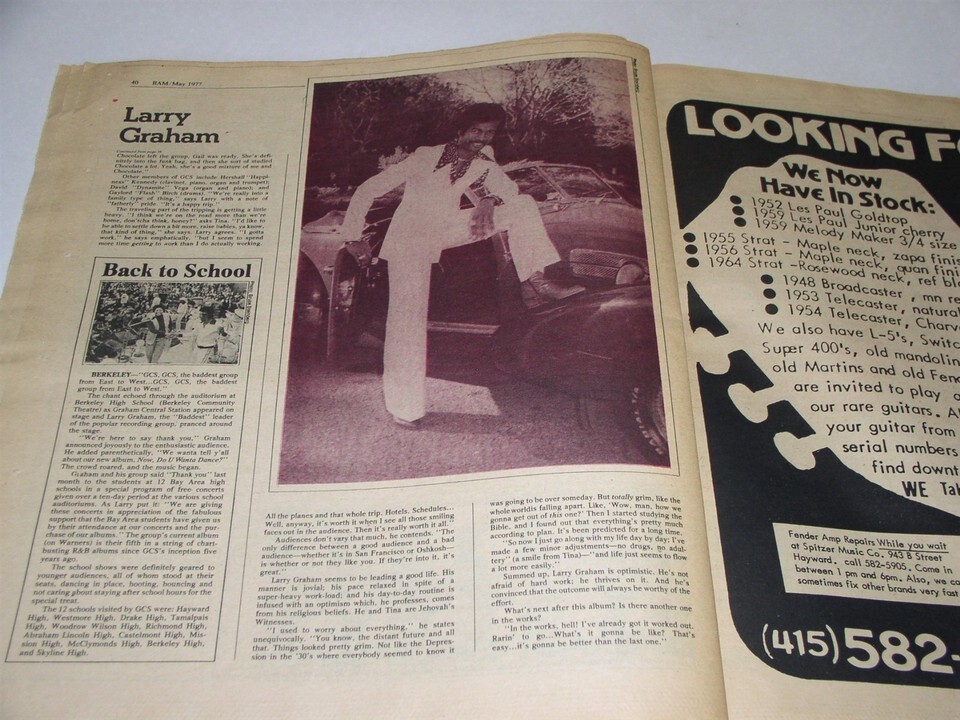 40 BAM/May 1977
Larry
Graham
Chocolate left the group, Gail was ready. She's defi-
nitely into the funk bag, and then she sort of studied
Chocolate a lot. Yeah, she's a good mixture of me and
Chocolate."
Other members of GCS include Hershall "Happi-
ness" Kennedy (clarinet, piano, organ and trumpet);
David "Dynamite" Vega (organ and piano); and
Gaylord "Flash" Birch (drums). "We're really into a
family type of thing," says Larry with a note of
"fatherly" pride. "It's a happy trip."
The traveling part of the tripping is getting a little
heavy. "I think we're on the road more than we're
home, don'tcha think, honey?" asks Tina. "I'd like to
be able to settle down a bit more, raise babies, ya know,
that kind of thing," she says. Larry agrees. "I gotta
work," he says emphatically, "but I seem to spend
more time getting to work than I do actually working.
Back to School
BERKELEY—"GCS, GCS, the baddest group
from East to West...GCS, GCS, the baddest
group from East to West."
The chant echoed through the auditorium at
Berkeley High School (Berkeley Community
Theatre) as Graham Central Station appeared on
stage and Larry Graham, the "Baddest" leader
of the popular recording group, pranced around
the stage.
"We're here to say thank you," Graham
announced joyously to the enthusiastic audience.
He added parenthetically, "We wanta tell y'all
about our new album, Now, Do U Wanta Dance?"
The crowd roared, and the music began.
Graham and his group said "Thank you" last
month to the students at 12 Bay Area high
schools in a special program of free concerts
given over a ten-day period at the various school
auditoriums. As Larry put it: "We are giving
these concerts in appreciation of the fabulous
support that the Bay Area students have given us
by their attendance at our concerts and the pur-
chase of our albums." The group's current album
(on Warners) is their fifth in a string of chart-
busting R&B albums since GCS's inception five
years ago.
The school shows were definitely geared to
younger audiences, all of whom stood at their
seats, dancing in place, hooting, bouncing and
not caring about staying after school hours for the
special treat.
The 12 schools visited by GCS were: Hayward
High, Westmore High, Drake High, Tamalpais
High, Woodrow Wilson High, Richmond High,
Abraham Lincoln High, Castelmont High, Mis-
sion High, McClymonds High, Berkeley High,
and Skyline High.
All the planes and that whole trip. Hotels. Schedules...
Well, anyway, it's worth it when I see all those smiling
faces out in the audience. Then it's really worth it all."
Audiences don't vary that much, he contends. "The
only difference between a good audience and a bad
audience—whether it's in San Francisco or Oshkosh—
is whether or not they like you. If they're into it, it's
great."
Larry Graham seems to be leading a good life. His
manner is jovial; his pace relaxed in spite of a
super-heavy work-load; and his day-to-day routine is
infused with an optimism which, he professes, comes
from his religious beliefs. He and Tina are Jehovah's
Witnesses.
"I used to worry about everything," he states
unequivocally. "You know, the distant future and all
that. Things looked pretty grim. Not like the Depres-
sion in the '30's where everybody seemed to know it
was going to be over someday. But totally grim, like the
whole worlds falling apart. Like, 'Wow, man, how we
gonna get out of this one?' Then I started studying the
Bible, and I found out that everything's pretty much
according to plan. It's been predicted for a long time.
"So now I just go along with my life day by day; I've
made a few minor adjustments—no drugs, no adul-
tery" (a smile from Tina)—"and life just seems to flow
a lot more easily."
Summed up, Larry Graham is optimistic. He's not
afraid of hard work; he thrives on it. And he's
convinced that the outcome will always be worthy of the
effort.
What's next after this album? Is there another one
in the works?
"In the works, hell! I've already got it worked out.
Rarin' to go...What's it gonna be like? That's
easy...it's gonna be better than the last one."
LOOKING F
We Now
Have In Stock:
1952 Les Paul Goldtop
1959 Les Paul Junior cherry
1959 Melody Maker 3/4 size
1955 Strat - Maple neck, zapa finis
1956 Strat - Maple neck, quan fini
1964 Strat -Rosewood neck, ref bl
1948 Broadcaster , mn re
1953 Telecaster, natural
1954 Telecaster, Charv
We also have L-5's, Switc
Super 400's, old mandolin
old Martins and old Fend
are invited to play a
our rare guitars. A
your guitar from
serial numbers
find downt
WE Tak
Fender Amp Repairs While you wait
at Spitzer Music Co. 943 B Street
Hayward. call 582-5905. Come in
between 1 pm and 6pm. Also, we ca
sometimes fix other brands very fast
(415) 582-